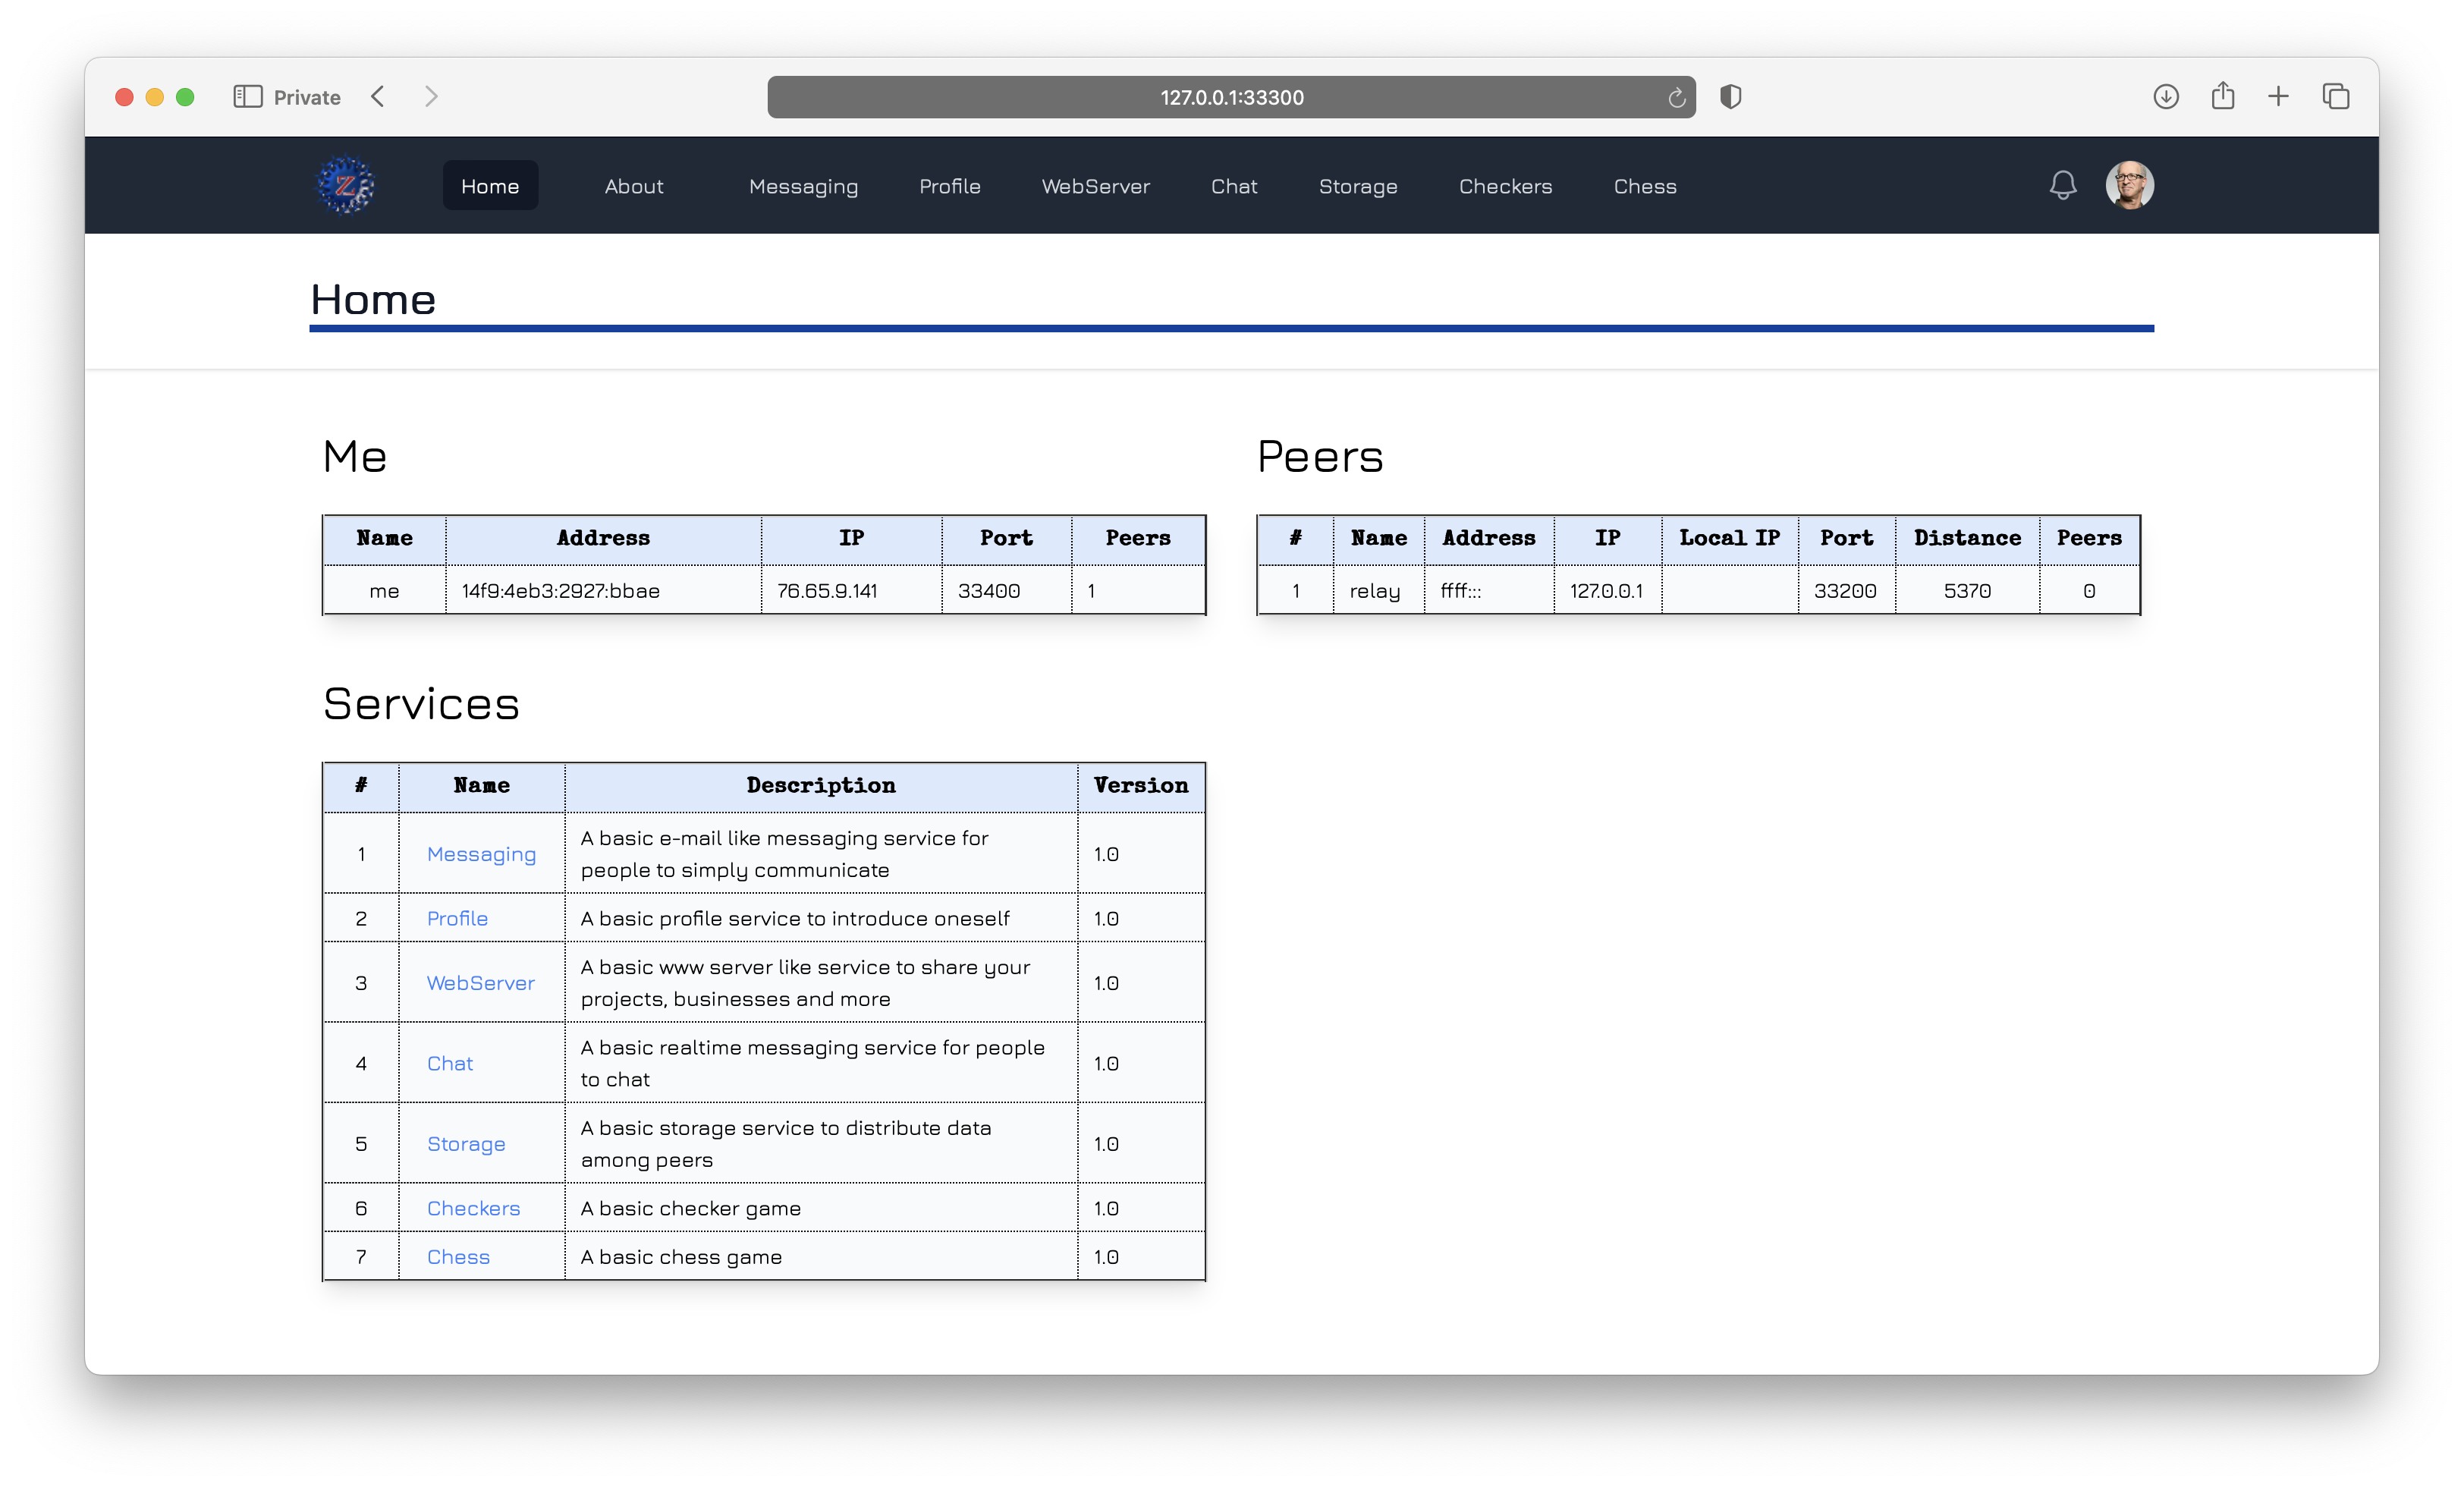 Private
127.0.0.1:33300
Z
Home About Messaging Profile WebServer Chat Storage Checkers Chess
Home
Me
Name Address IP Port Peers
me 14f9:4eb3:2927:bbae 76.65.9.141 33400 1
Peers
# Name Address IP Local IP Port Distance Peers
1 relay ffff::: 127.0.0.1 33200 5370 0
Services
# Name Description Version
1 Messaging A basic e-mail like messaging service for
people to simply communicate 1.0
2 Profile A basic profile service to introduce oneself 1.0
3 WebServer A basic www server like service to share your
projects, businesses and more 1.0
4 Chat A basic realtime messaging service for people
to chat 1.0
5 Storage A basic storage service to distribute data
among peers 1.0
6 Checkers A basic checker game 1.0
7 Chess A basic chess game 1.0